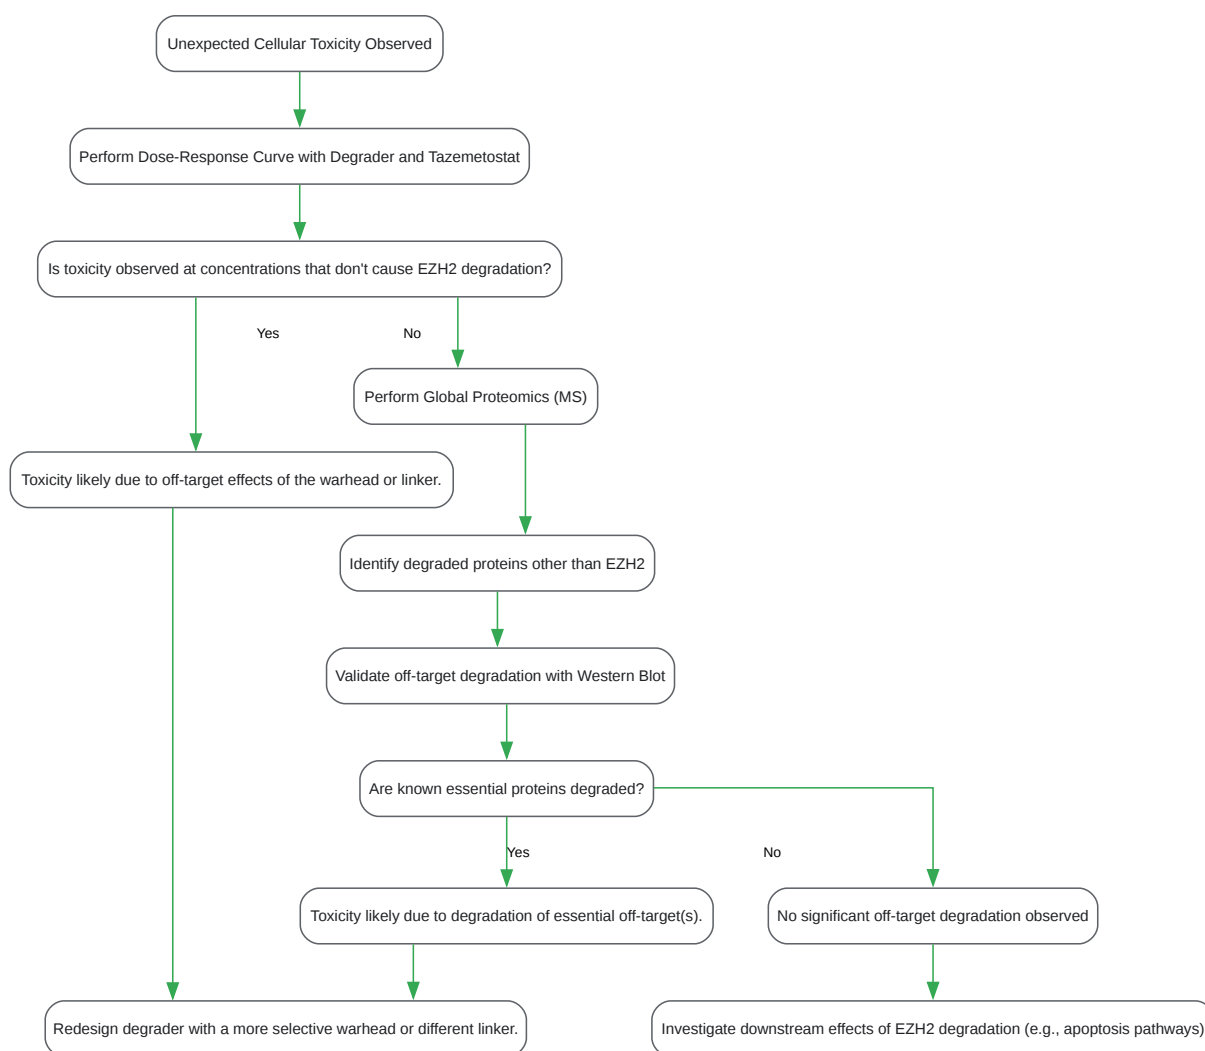 Unexpected Cellular Toxicity Observed
Perform Dose-Response Curve with Degrader and Tazemetostat
Is toxicity observed at concentrations that don't cause EZH2 degradation?
Yes
No
Perform Global Proteomics (MS)
Toxicity likely due to off-target effects of the warhead or linker.
Identify degraded proteins other than EZH2
Validate off-target degradation with Western Blot
Are known essential proteins degraded?
Yes
No
Toxicity likely due to degradation of essential off-target(s).
No significant off-target degradation observed
Redesign degrader with a more selective warhead or different linker.
Investigate downstream effects of EZH2 degradation (e.g., apoptosis pathways)